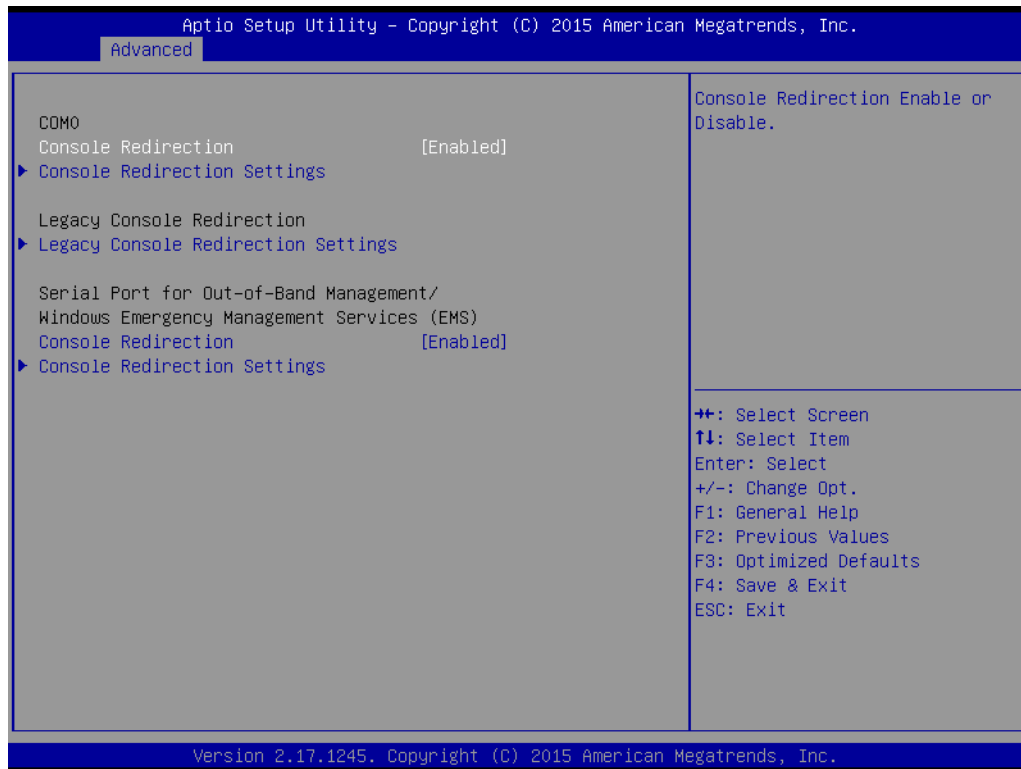 Aptio Setup Utility – Copyright (C) 2015 American Megatrends, Inc.
Advanced
COM0
Console Redirection [Enabled]
Console Redirection Settings
Legacy Console Redirection
Legacy Console Redirection Settings
Serial Port for Out-of-Band Management/
Windows Emergency Management Services (EMS)
Console Redirection [Enabled]
Console Redirection Settings
Console Redirection Enable or
Disable.
→←: Select Screen
↑↓: Select Item
Enter: Select
+/-: Change Opt.
F1: General Help
F2: Previous Values
F3: Optimized Defaults
F4: Save & Exit
ESC: Exit
Version 2.17.1245. Copyright (C) 2015 American Megatrends, Inc.